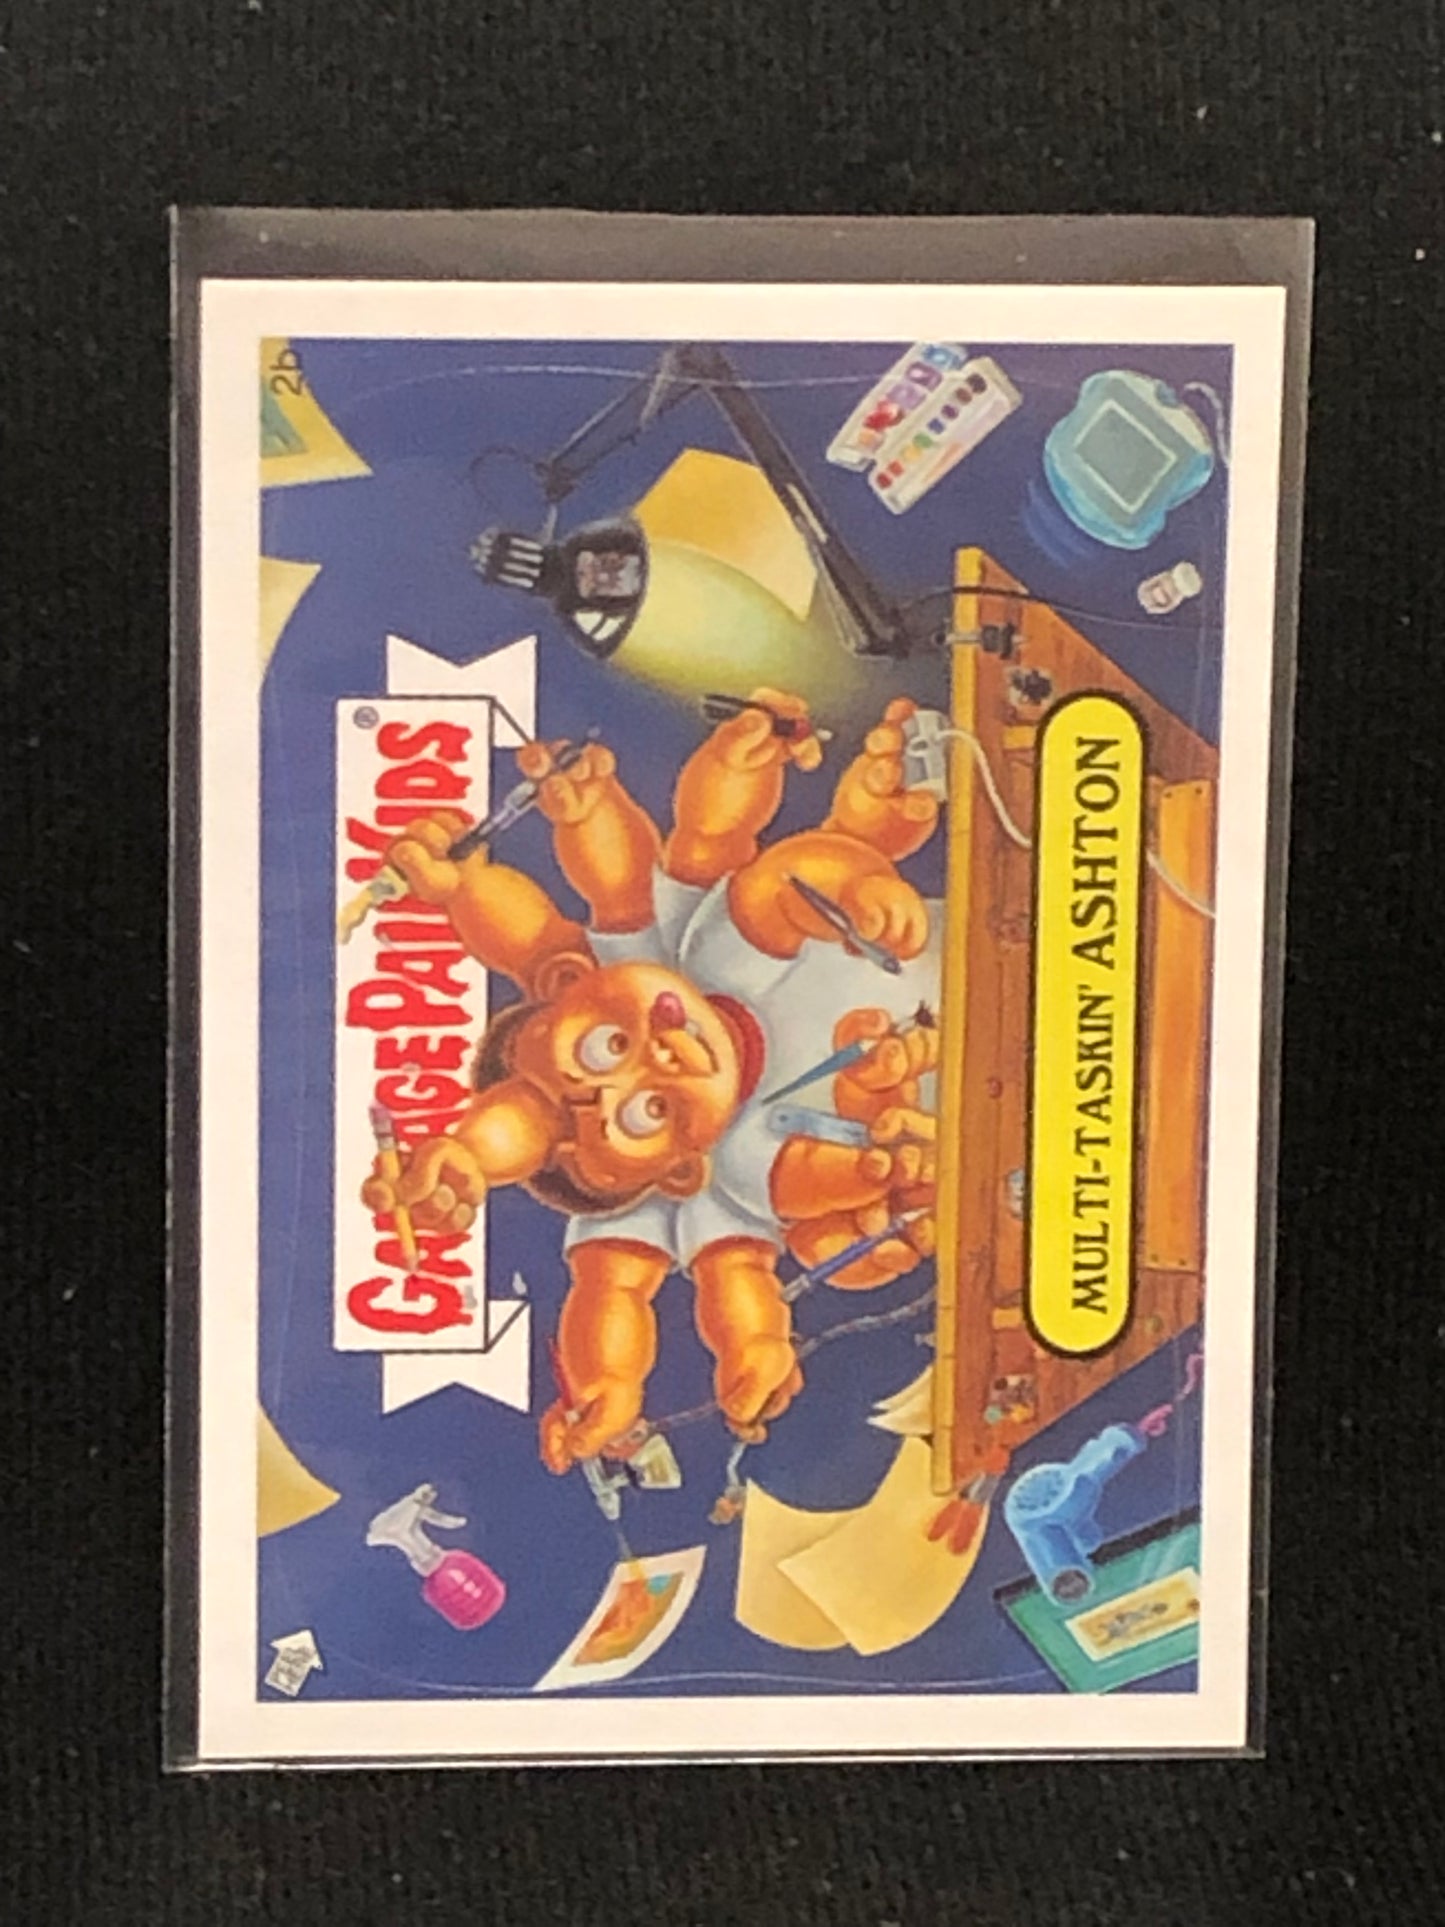 GARBAGE PAIL KIDS®
2b
MULTI-TASKIN' ASHTON